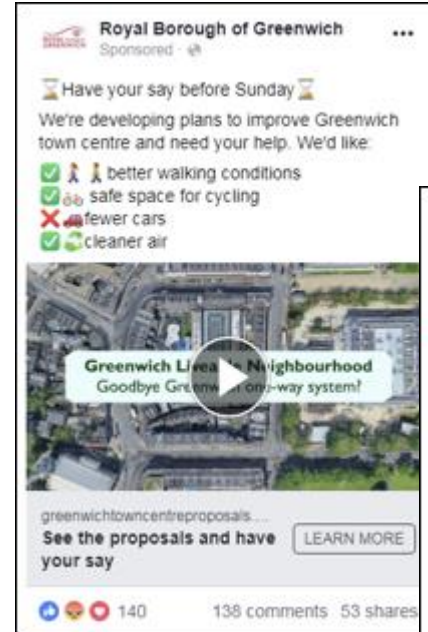 Royal Borough of Greenwich
Sponsored ·
⏳Have your say before Sunday⏳
We're developing plans to improve Greenwich
town centre and need your help. We'd like:
✅🚶🚶better walking conditions
✅🚲 safe space for cycling
❌🚗fewer cars
✅♻️cleaner air
Greenwich Liveable Neighbourhood
Goodbye Greenwich one-way system?
greenwichtowncentreproposals....
See the proposals and have
your say
LEARN MORE
140
138 comments 53 shares